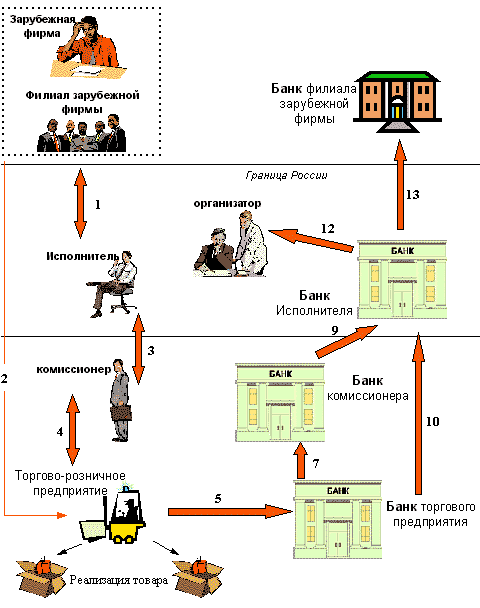 Зарубежная
фирма
Филиал зарубежной
фирмы
Банк филиала
зарубежной
фирмы
Граница России
1
13
организатор
12
БАНК
Исполнитель
Банк
Исполнителя
9
3
2
комиссионер
БАНК
Банк
комиссионера
10
4
7
Торгово-розничное
предприятие
5
БАНК
Банк торгового
предприятия
Реализация товара